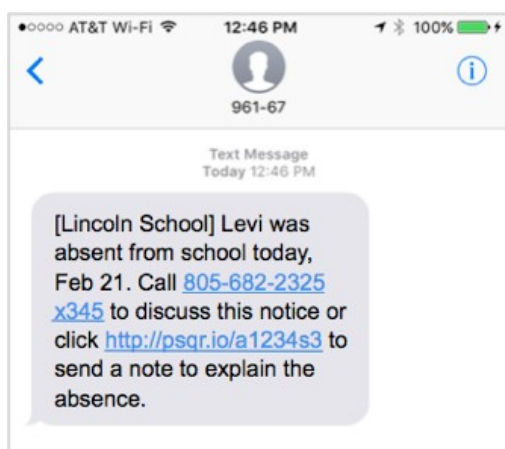 ●○○○○ AT&T Wi-Fi 12:46 PM 100%
961-67
Text Message
Today 12:46 PM
[Lincoln School] Levi was
absent from school today,
Feb 21. Call 805-682-2325
x345 to discuss this notice or
click http://psqr.io/a1234s3 to
send a note to explain the
absence.